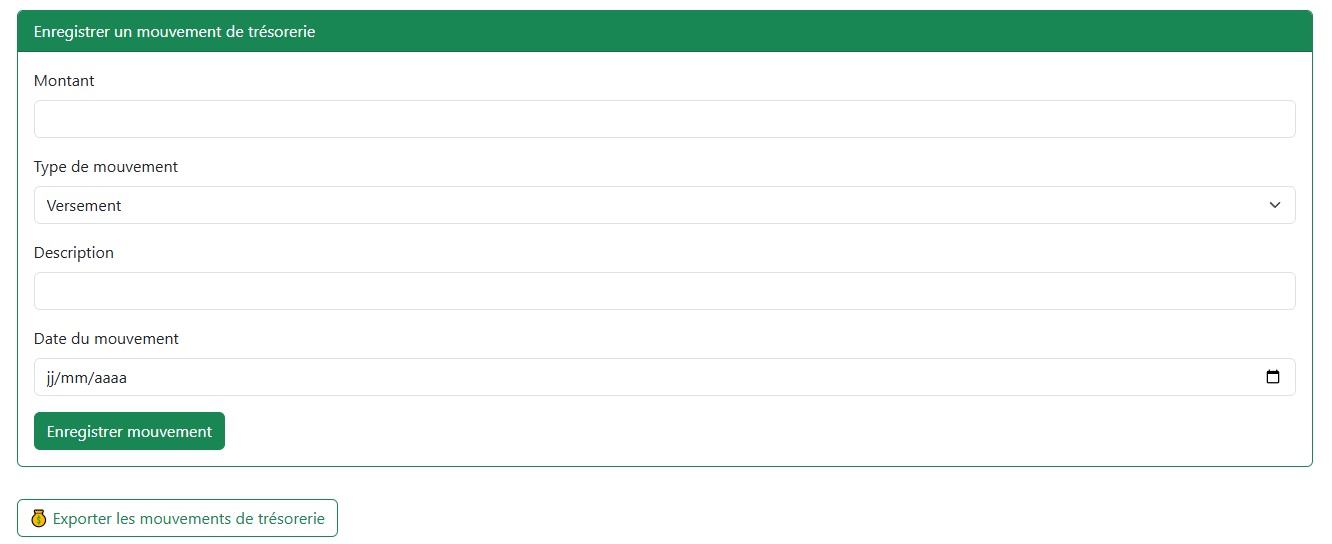 Enregistrer un mouvement de trésorerie
Montant
Type de mouvement
Versement
Description
Date du mouvement
jj/mm/aaaa
Enregistrer mouvement
Exporter les mouvements de trésorerie